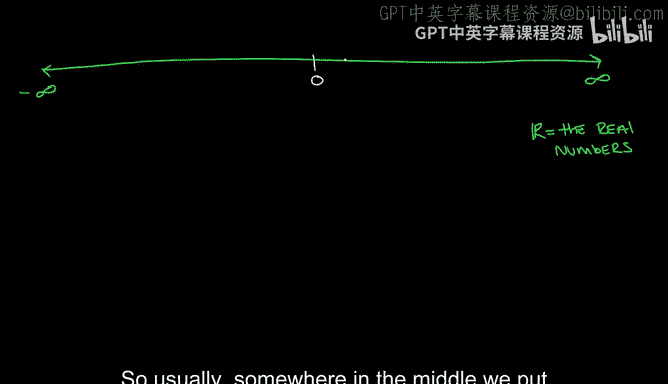 GPT中英字幕课程资源@bilibili.com
GPT中英字幕课程资源 bilibili
-∞ 0 ∞
ℝ = THE REAL
NUMBERS
So usually, somewhere in the middle we put